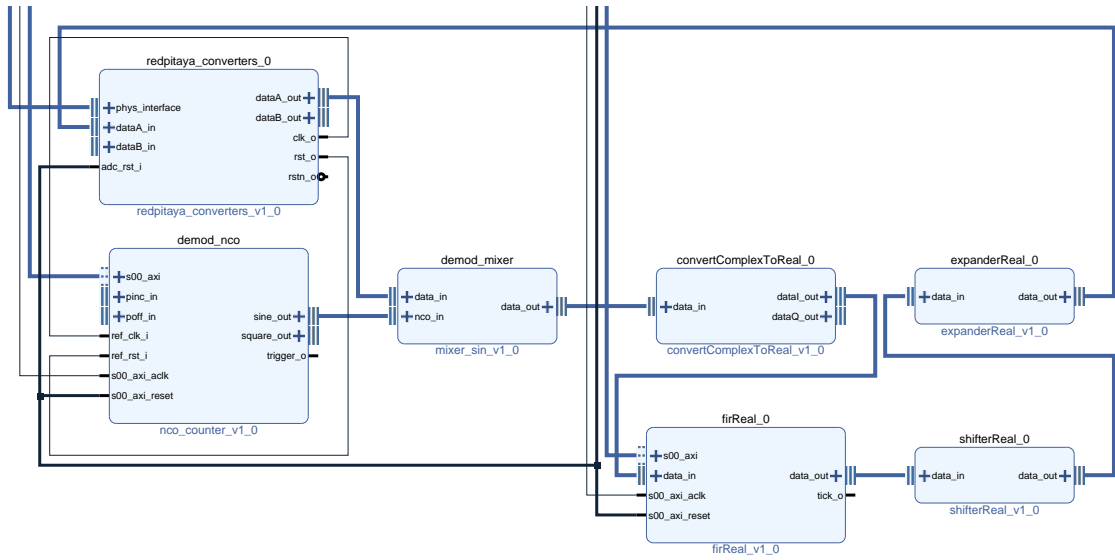 redpitaya_converters_0
phys_interface
dataA_in
dataB_in
adc_rst_i
dataA_out
dataB_out
clk_o
rst_o
rstn_o
redpitaya_converters_v1_0
demod_nco
s00_axi
pinc_in
poff_in
ref_clk_i
ref_rst_i
s00_axi_aclk
s00_axi_reset
sine_out
square_out
trigger_o
nco_counter_v1_0
demod_mixer
data_in
nco_in
data_out
mixer_sin_v1_0
convertComplexToReal_0
data_in
dataI_out
dataQ_out
convertComplexToReal_v1_0
expanderReal_0
data_in
data_out
expanderReal_v1_0
firReal_0
s00_axi
data_in
s00_axi_aclk
s00_axi_reset
data_out
tick_o
firReal_v1_0
shifterReal_0
data_in
data_out
shifterReal_v1_0